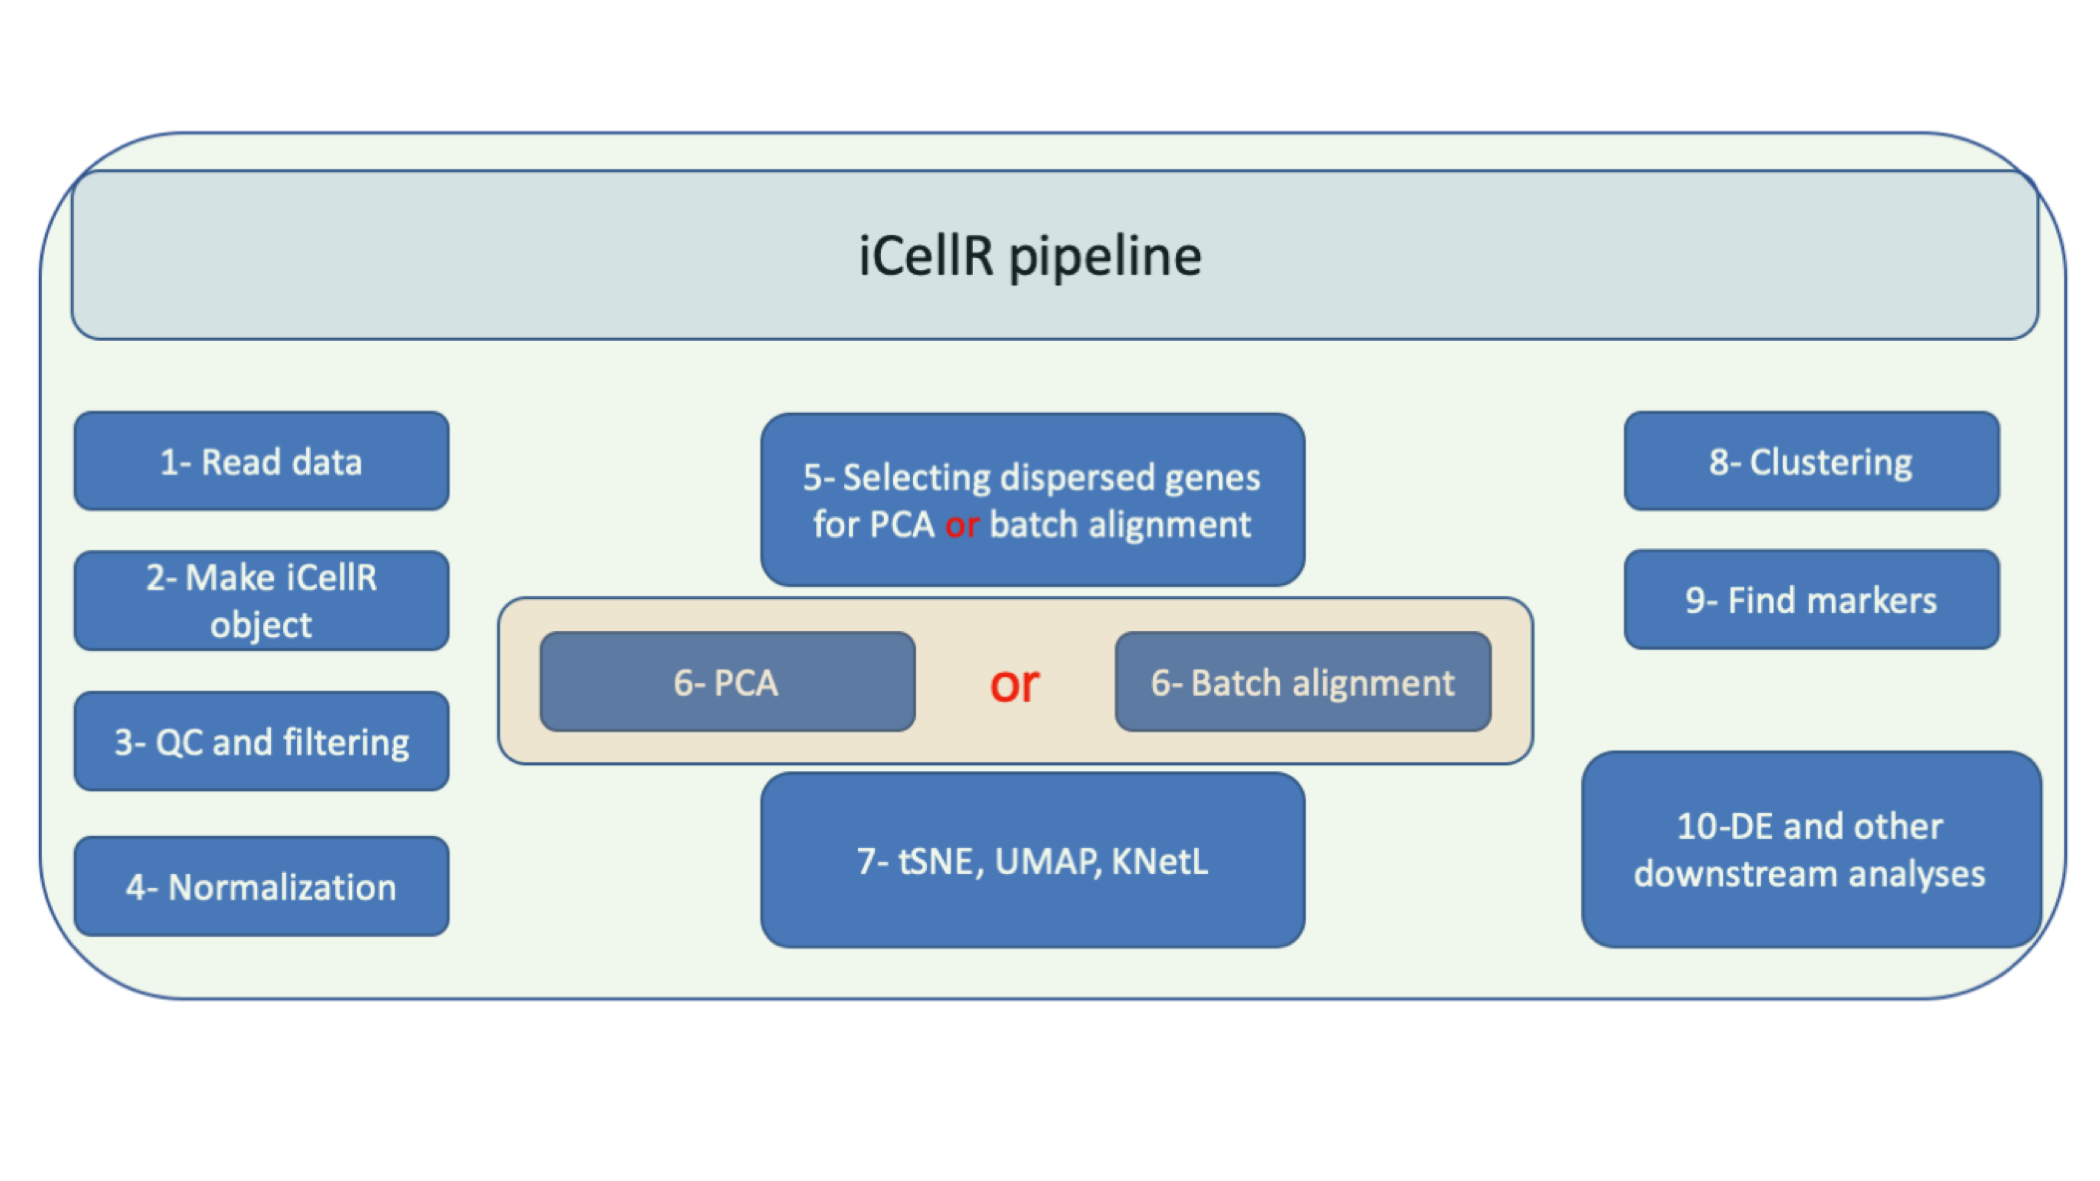 iCellR pipeline
1- Read data
2- Make iCellR
object
3- QC and filtering
4- Normalization
5- Selecting dispersed genes
for PCA or batch alignment
6- PCA
or
6- Batch alignment
7- tSNE, UMAP, KNetL
8- Clustering
9- Find markers
10-DE and other
downstream analyses